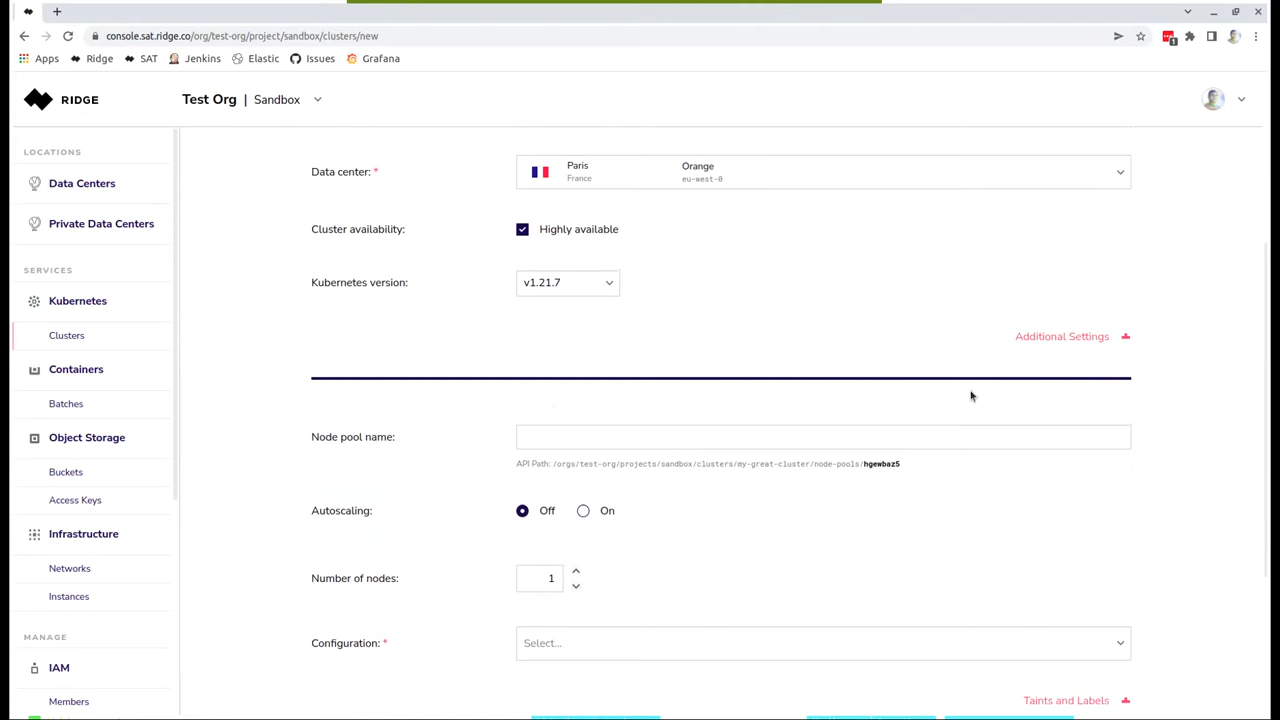 console.sat.ridge.co/org/test-org/project/sandbox/clusters/new
1
Apps Ridge SAT Jenkins Elastic Issues Grafana
RIDGE
Test Org | Sandbox
LOCATIONS
Data Centers
Private Data Centers
SERVICES
Kubernetes
Clusters
Containers
Batches
Object Storage
Buckets
Access Keys
Infrastructure
Networks
Instances
MANAGE
IAM
Members
Data center: *
Paris
France
Orange
eu-west-0
Cluster availability:
Highly available
Kubernetes version:
v1.21.7
Additional Settings
Node pool name:
API Path: /orgs/test-org/projects/sandbox/clusters/my-great-cluster/node-pools/hgewbaz5
Autoscaling:
Off On
Number of nodes:
1
Configuration: *
Select...
Taints and Labels